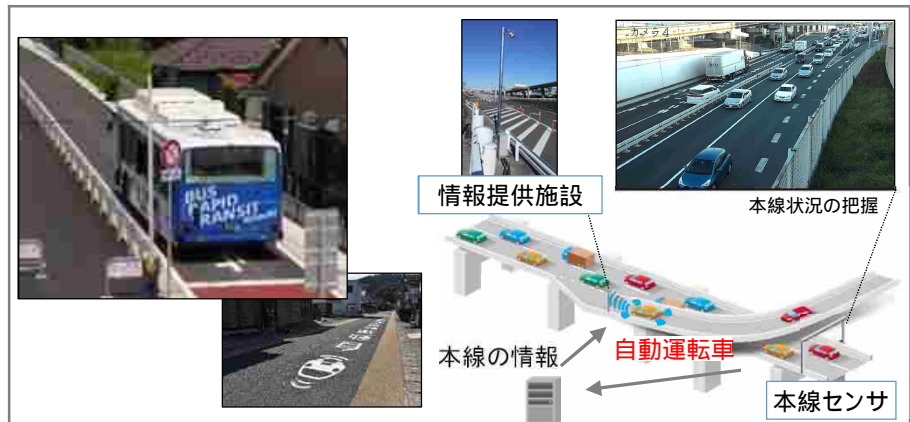 BUS
RAPID
TRANSIT
カメラ4
情報提供施設
本線状況の把握
本線の情報
自動運転車
本線センサ